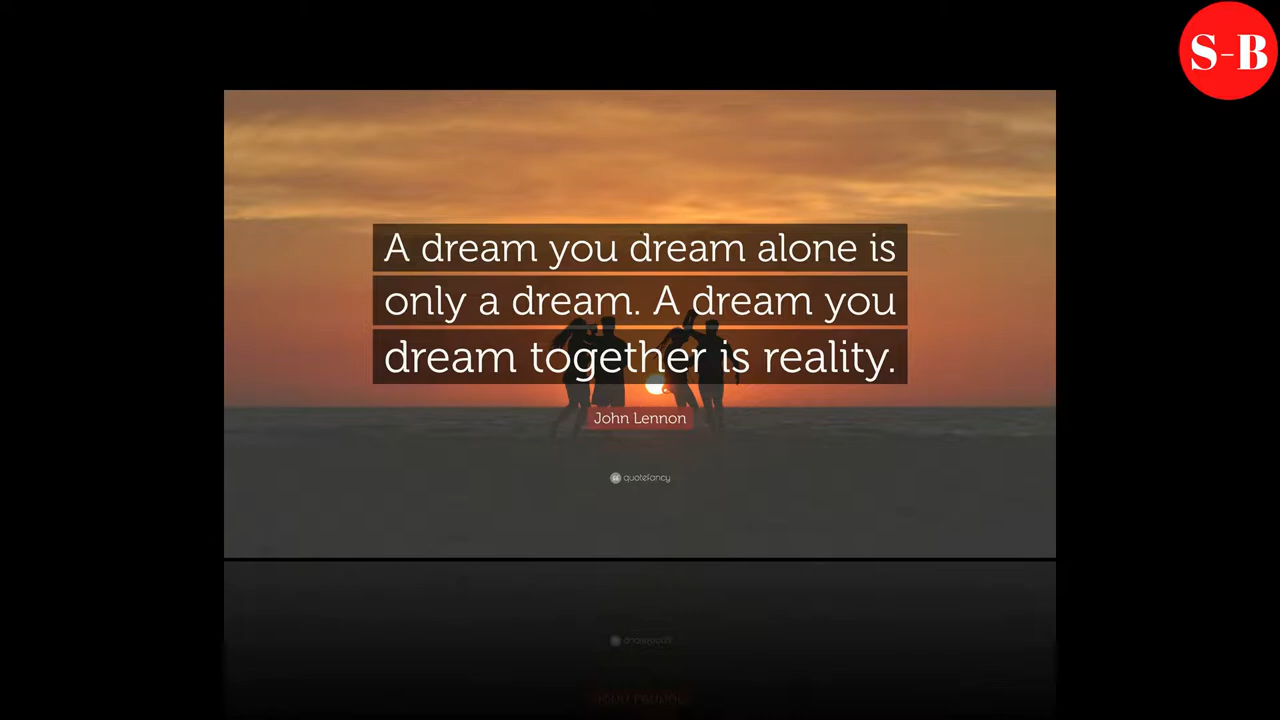 S-B
A dream you dream alone is
only a dream. A dream you
dream together is reality.
John Lennon
quotefancy